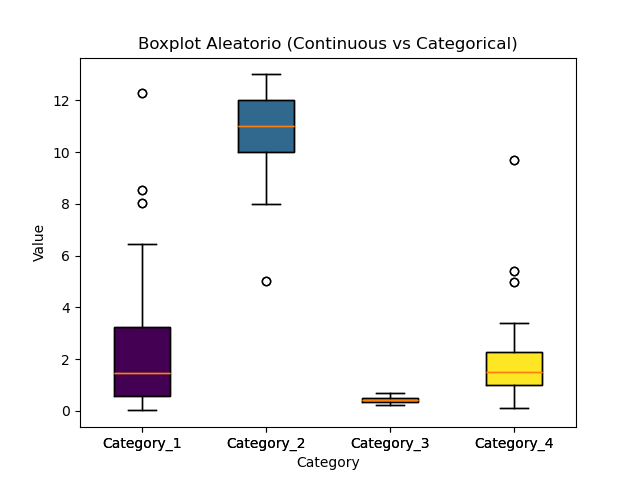 Boxplot Aleatorio (Continuous vs Categorical)
12
10
8
6
4
2
0
Value
Category_1 Category_2 Category_3 Category_4
Category